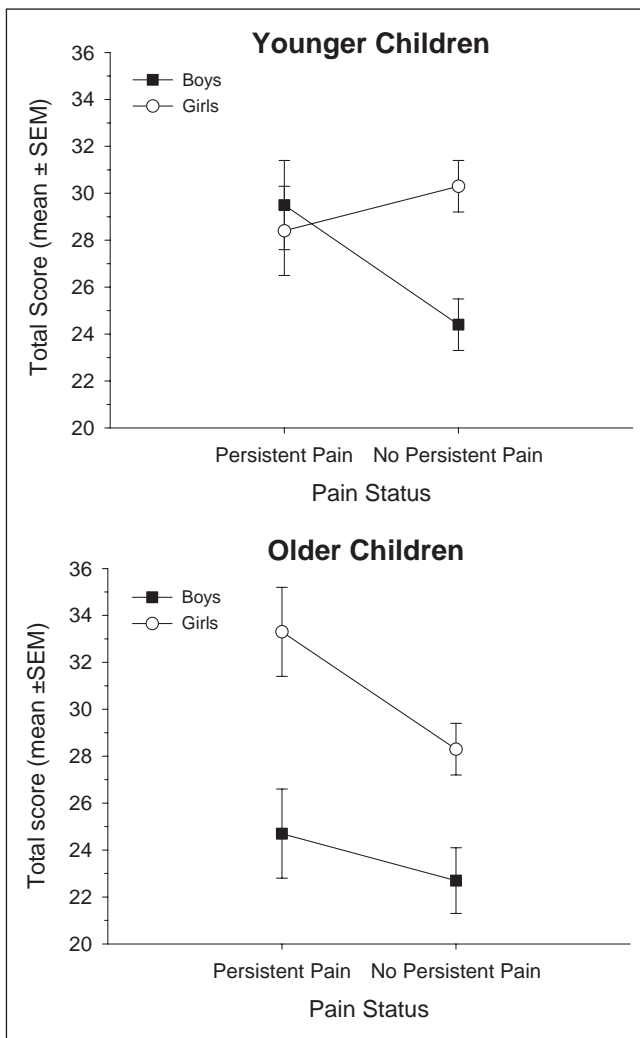 Younger Children
Boys
Girls
36
34
32
30
28
26
24
22
20
Total Score (mean ± SEM)
Persistent Pain No Persistent Pain
Pain Status
Older Children
Boys
Girls
36
34
32
30
28
26
24
22
20
Total score (mean ±SEM)
Persistent Pain No Persistent Pain
Pain Status